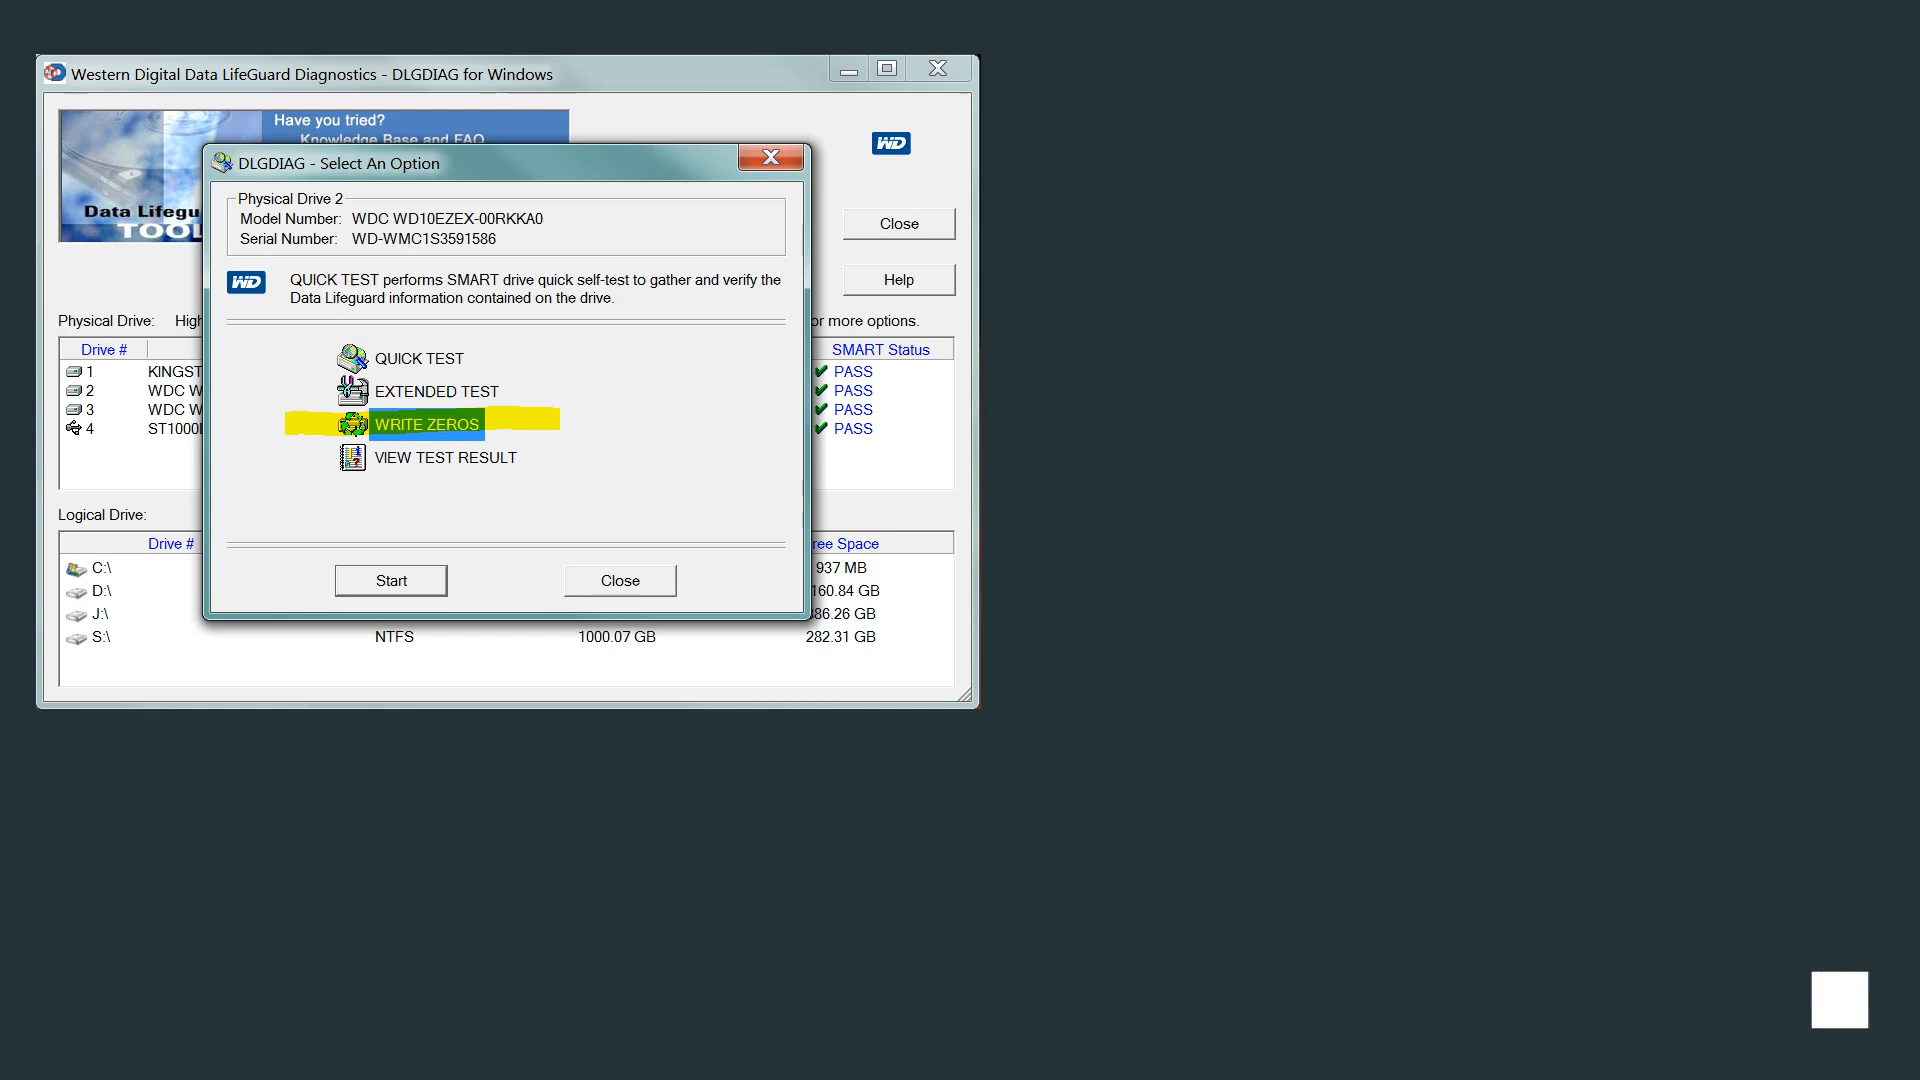 Western Digital Data LifeGuard Diagnostics - DLGDIAG for Windows
Have you tried?
Knowledge Base and FAQ
WD
Data Lifegu
TOOL
Close
Help
Physical Drive: High
or more options.
Drive # SMART Status
1 KINGST PASS
2 WDC W PASS
3 WDC W PASS
4 ST1000 PASS
Logical Drive:
Drive # ree Space
C:\ 937 MB
D:\ 160.84 GB
J:\ 86.26 GB
S:\ NTFS 1000.07 GB 282.31 GB
DLGDIAG - Select An Option
Physical Drive 2
Model Number: WDC WD10EZEX-00RKKA0
Serial Number: WD-WMC1S3591586
WD
QUICK TEST performs SMART drive quick self-test to gather and verify the
Data Lifeguard information contained on the drive.
QUICK TEST
EXTENDED TEST
WRITE ZEROS
VIEW TEST RESULT
Start Close